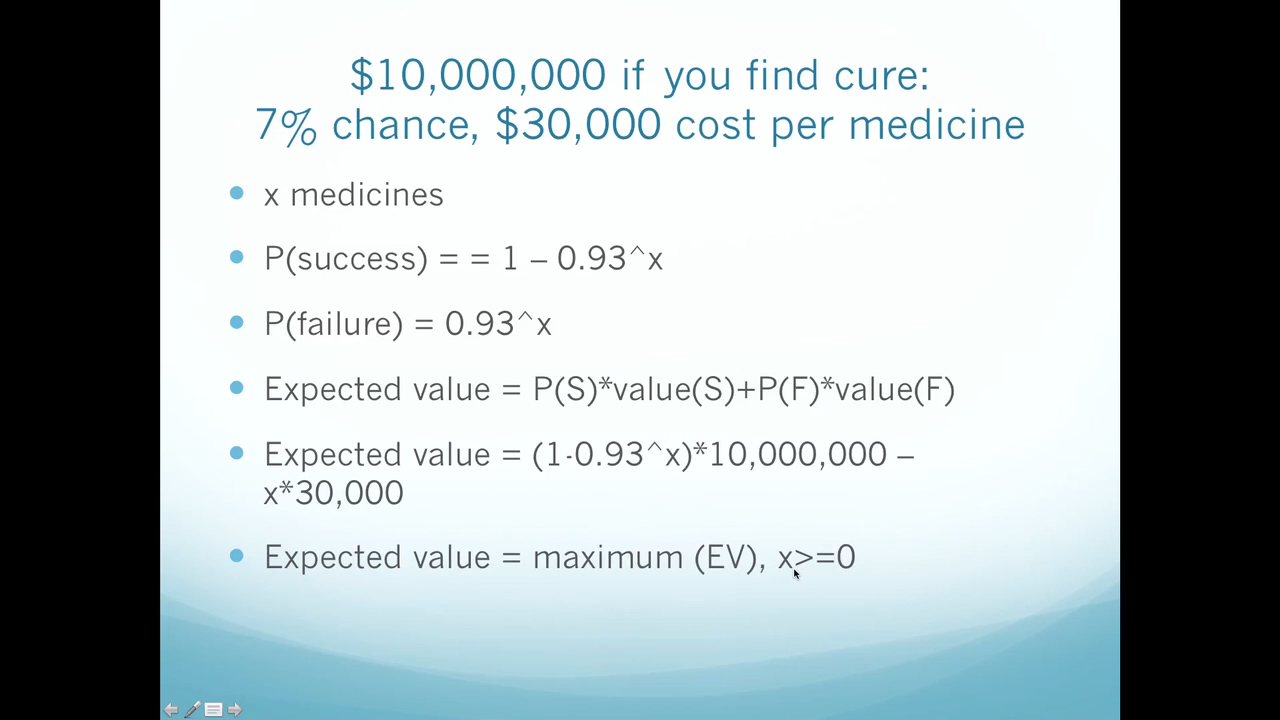 $10,000,000 if you find cure:
7% chance, $30,000 cost per medicine
• x medicines
• P(success) = = 1 – 0.93^x
• P(failure) = 0.93^x
• Expected value = P(S)*value(S)+P(F)*value(F)
• Expected value = (1-0.93^x)*10,000,000 –
x*30,000
• Expected value = maximum (EV), x>=0